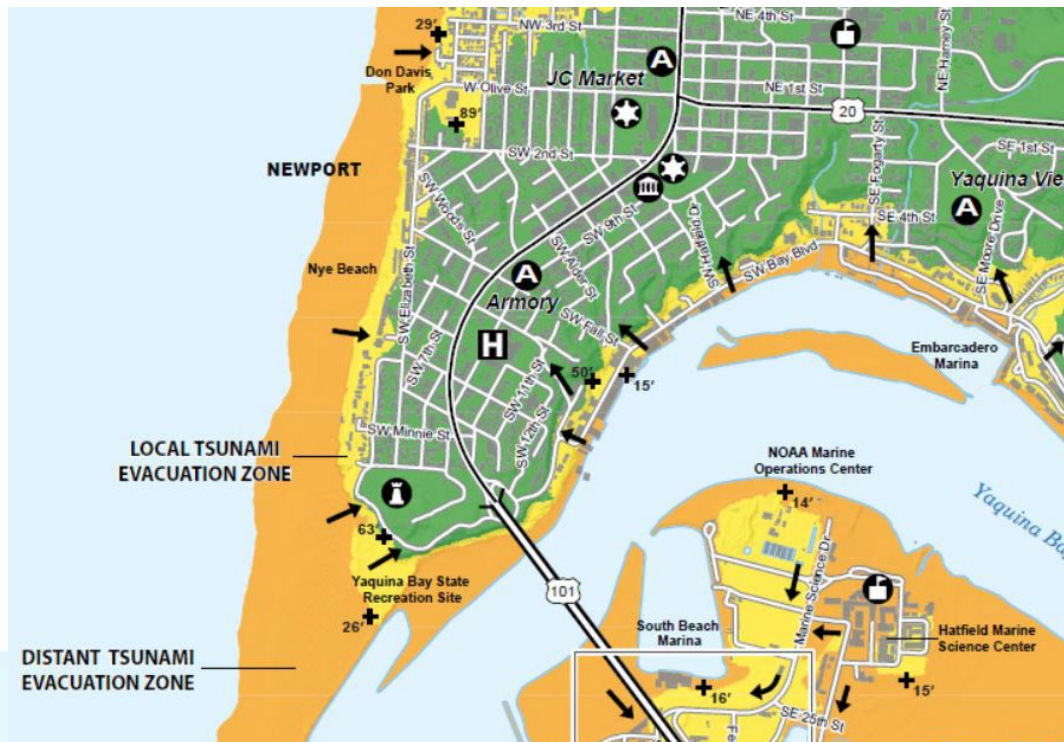 29'
NW 3rd St
NE 4th St
NE Harney St
Don Davis
Park
A
JC Market
W Olive St
NE 1st St
20
89'
SW 2nd St
SE Fogarty St
SE 1st St
NEWPORT
Yaquina Vie
SW Woods St
SW 9th St
SW Hatfield Dr
A
SE 4th St
Nye Beach
SW Elizabeth St
SW Alder St
SW Bay Blvd
SE Moore Drive
A
Armory
SW Fall St
H
SW 7th St
Embarcadero
Marina
50'
15'
SW 11th St
SW 12th St
SW Minnie St
LOCAL TSUNAMI
EVACUATION ZONE
NOAA Marine
Operations Center
14'
Yaquina Ba
63'
Yaquina Bay State
Recreation Site
26'
101
Marine Science Dr
South Beach
Marina
Hatfield Marine
Science Center
DISTANT TSUNAMI
EVACUATION ZONE
16'
15'
SE 25th St
Fe